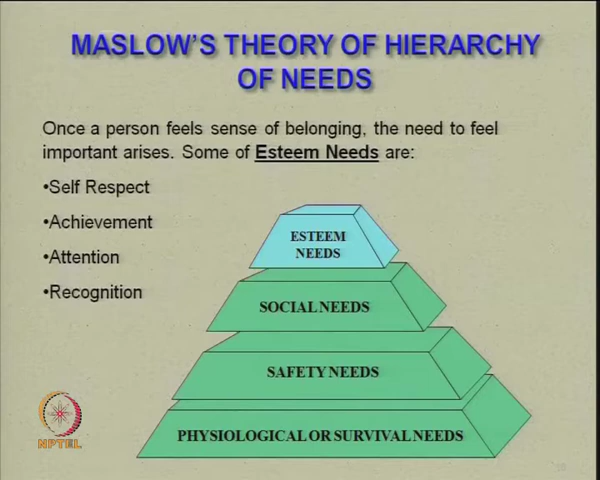 MASLOW'S THEORY OF HIERARCHY
OF NEEDS
Once a person feels sense of belonging, the need to feel
important arises. Some of Esteem Needs are:
•Self Respect
•Achievement
•Attention
•Recognition
ESTEEM
NEEDS
SOCIAL NEEDS
SAFETY NEEDS
PHYSIOLOGICAL OR SURVIVAL NEEDS
NPTEL